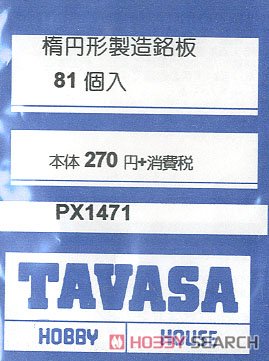 楕円形製造銘板
81 個入
本体 270 円+消費税
PX1471
TAVASA
HOBBY HOUSE
HOBBY SEARCH